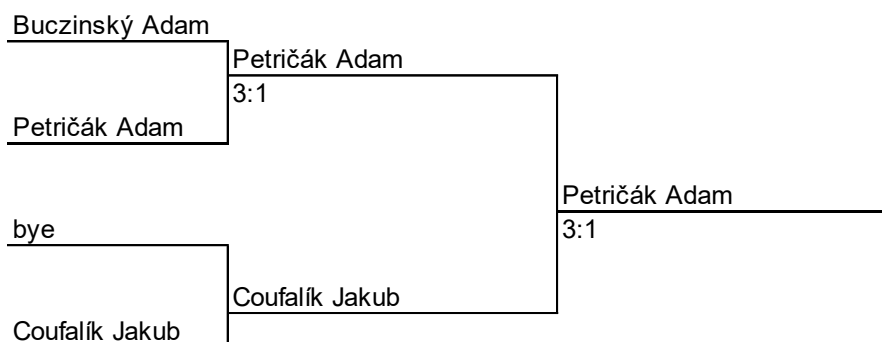 Buczinský Adam
Petričák Adam
3:1
Petričák Adam
Petričák Adam
3:1
bye
Coufalík Jakub
Coufalík Jakub